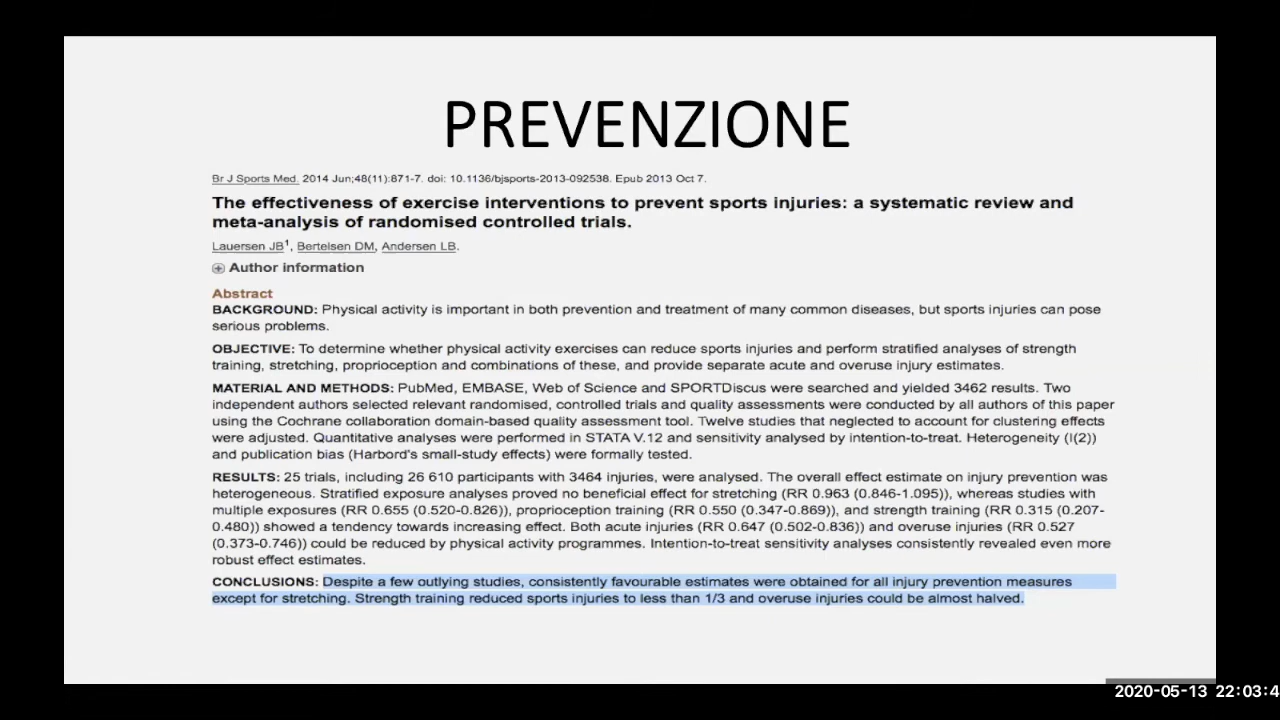 PREVENZIONE
Br J Sports Med. 2014 Jun;48(11):871-7. doi: 10.1136/bjsports-2013-092538. Epub 2013 Oct 7.
The effectiveness of exercise interventions to prevent sports injuries: a systematic review and
meta-analysis of randomised controlled trials.
Lauersen JB1, Bertelsen DM, Andersen LB.
Author information
Abstract
BACKGROUND: Physical activity is important in both prevention and treatment of many common diseases, but sports injuries can pose
serious problems.
OBJECTIVE: To determine whether physical activity exercises can reduce sports injuries and perform stratified analyses of strength
training, stretching, proprioception and combinations of these, and provide separate acute and overuse injury estimates.
MATERIAL AND METHODS: PubMed, EMBASE, Web of Science and SPORTDiscus were searched and yielded 3462 results. Two
independent authors selected relevant randomised, controlled trials and quality assessments were conducted by all authors of this paper
using the Cochrane collaboration domain-based quality assessment tool. Twelve studies that neglected to account for clustering effects
were adjusted. Quantitative analyses were performed in STATA V.12 and sensitivity analysed by intention-to-treat. Heterogeneity (I(2))
and publication bias (Harbord's small-study effects) were formally tested.
RESULTS: 25 trials, including 26 610 participants with 3464 injuries, were analysed. The overall effect estimate on injury prevention was
heterogeneous. Stratified exposure analyses proved no beneficial effect for stretching (RR 0.963 (0.846-1.095)), whereas studies with
multiple exposures (RR 0.655 (0.520-0.826)), proprioception training (RR 0.550 (0.347-0.869)), and strength training (RR 0.315 (0.207-
0.480)) showed a tendency towards increasing effect. Both acute injuries (RR 0.647 (0.502-0.836)) and overuse injuries (RR 0.527
(0.373-0.746)) could be reduced by physical activity programmes. Intention-to-treat sensitivity analyses consistently revealed even more
robust effect estimates.
CONCLUSIONS: Despite a few outlying studies, consistently favourable estimates were obtained for all injury prevention measures
except for stretching. Strength training reduced sports injuries to less than 1/3 and overuse injuries could be almost halved.
2020-05-13 22:03:4